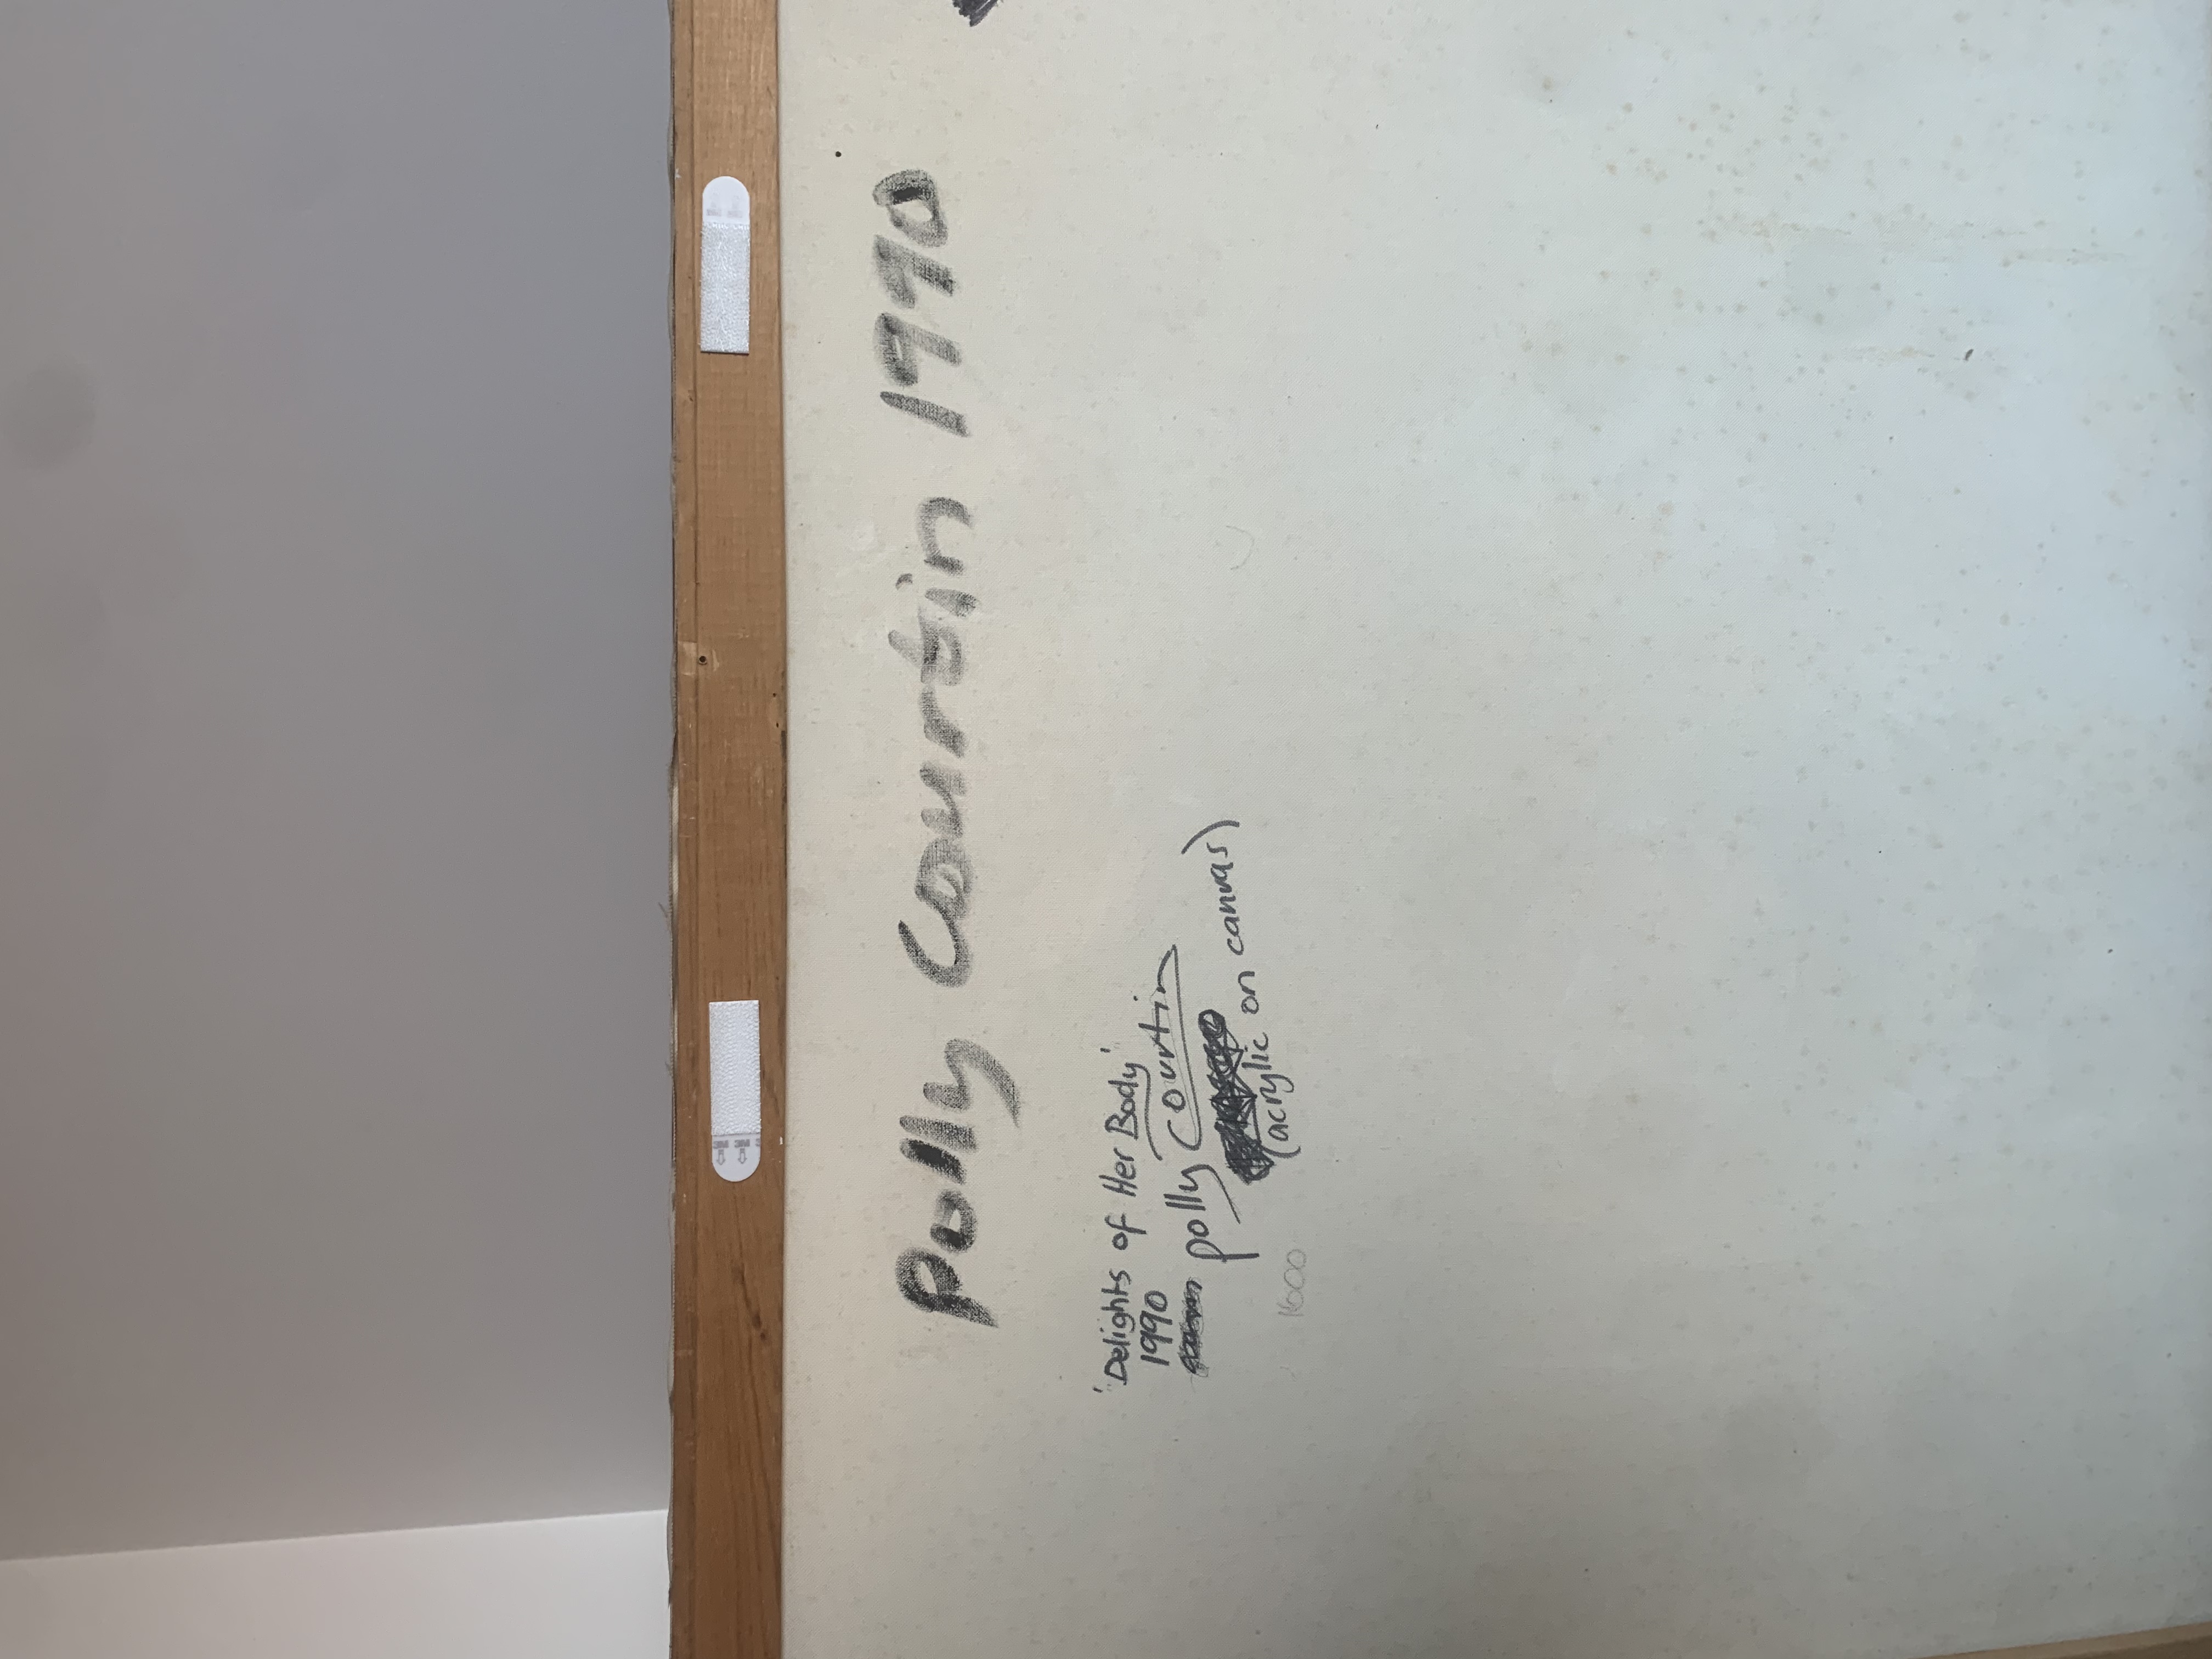 Polly Courtin 1990
'Delights of Her Body'
1990
polly Courtin
(acrylic on canvas)
1600